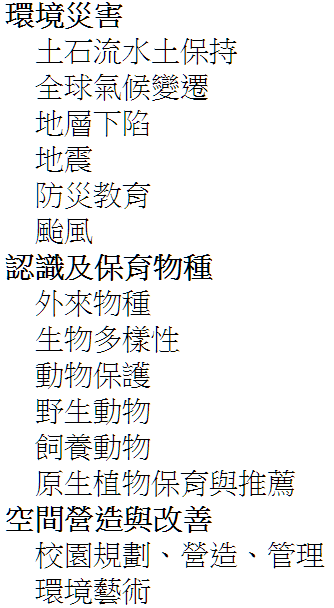 環境災害
土石流水土保持
全球氣候變遷
地層下陷
地震
防災教育
颱風
認識及保育物種
外來物種
生物多樣性
動物保護
野生動物
飼養動物
原生植物保育與推薦
空間營造與改善
校園規劃、營造、管理
環境藝術